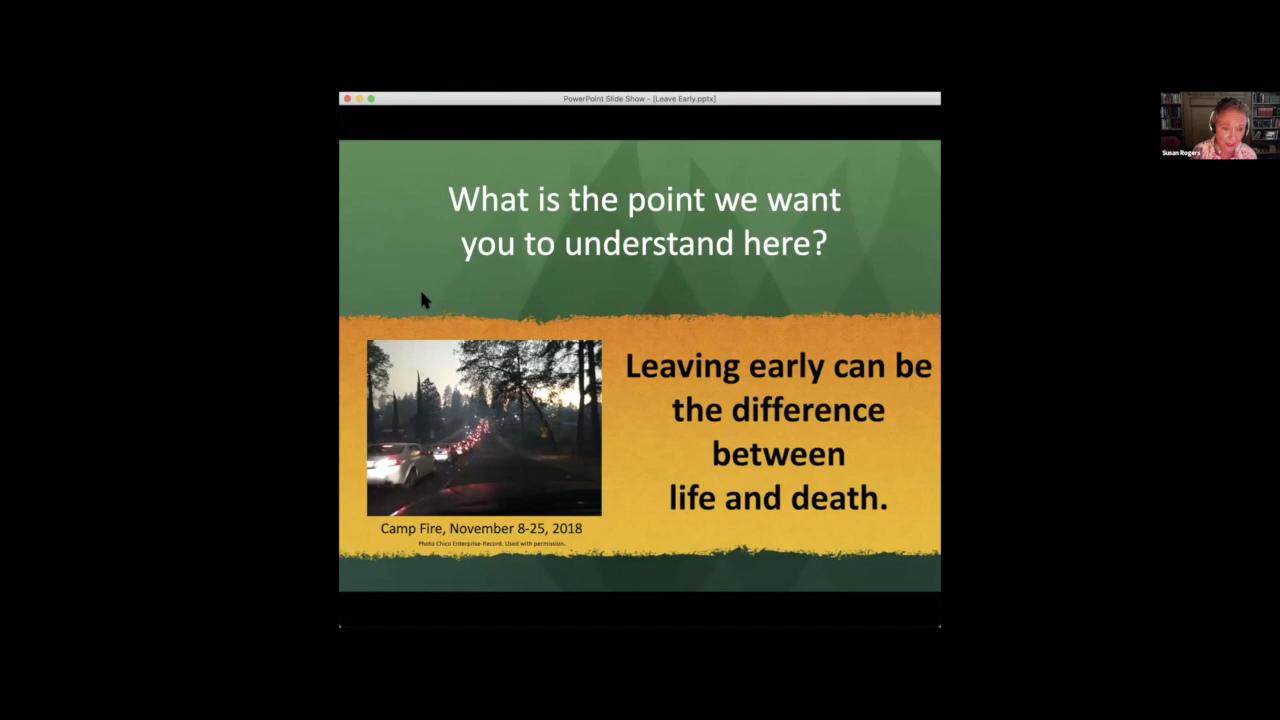 PowerPoint Slide Show - [Leave Early.pptx]
Susan Rogers
What is the point we want
you to understand here?
Leaving early can be
the difference
between
life and death.
Camp Fire, November 8-25, 2018
Photo Chico Enterprise-Record. Used with permission.